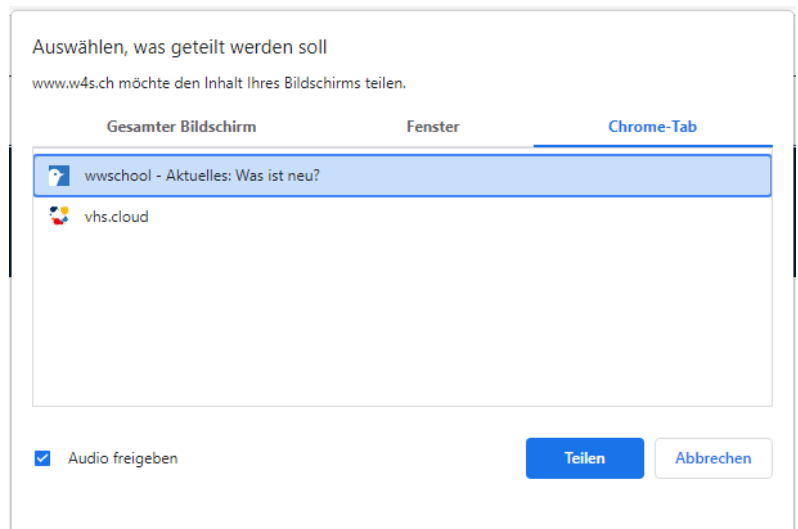 Auswählen, was geteilt werden soll
www.w4s.ch möchte den Inhalt Ihres Bildschirms teilen.
Gesamter Bildschirm Fenster Chrome-Tab
wwschool - Aktuelles: Was ist neu?
vhs.cloud
Audio freigeben Teilen Abbrechen